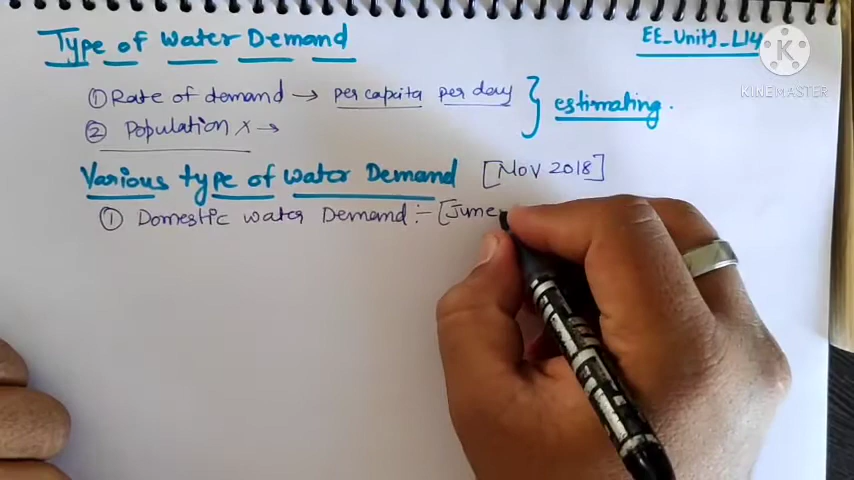 Type of Water Demand
EE_Unit1_L14
① Rate of demand → per capcita per day } estimating.
② Population x →
Various type of water Demand [Nov 2018]
① Domestic water Demand :- [June
K
KINEMASTER